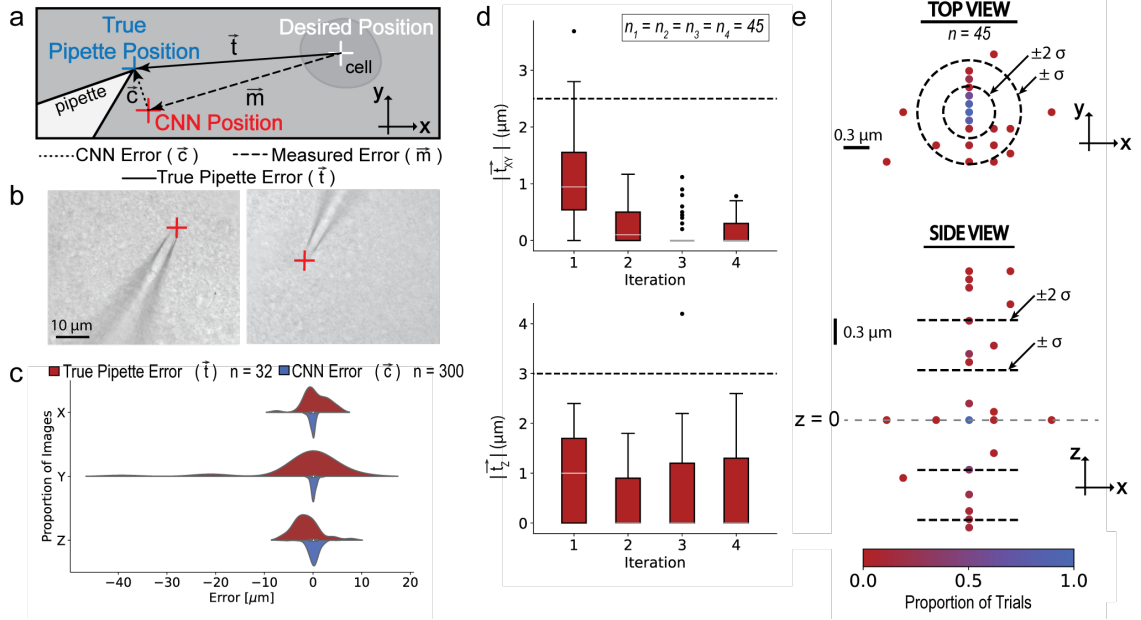 a
True
Pipette Position
Desired Position
t
cell
pipette
c
m
CNN Position
y
x
CNN Error ( c ) Measured Error ( m )
True Pipette Error ( t )
b
10 μm
c
True Pipette Error ( t ) n = 32 CNN Error ( c ) n = 300
Proportion of Images
X
Y
Z
−40 −30 −20 −10 0 10 20
Error [μm]
d
n1 = n2 = n3 = n4 = 45
|tXY| (μm)
3
2
1
0
1 2 3 4
Iteration
|tZ| (μm)
4
3
2
1
0
1 2 3 4
Iteration
e
TOP VIEW
n = 45
±2 σ
± σ
0.3 μm
y
x
SIDE VIEW
±2 σ
0.3 μm
± σ
z = 0
z
x
0.0 0.5 1.0
Proportion of Trials